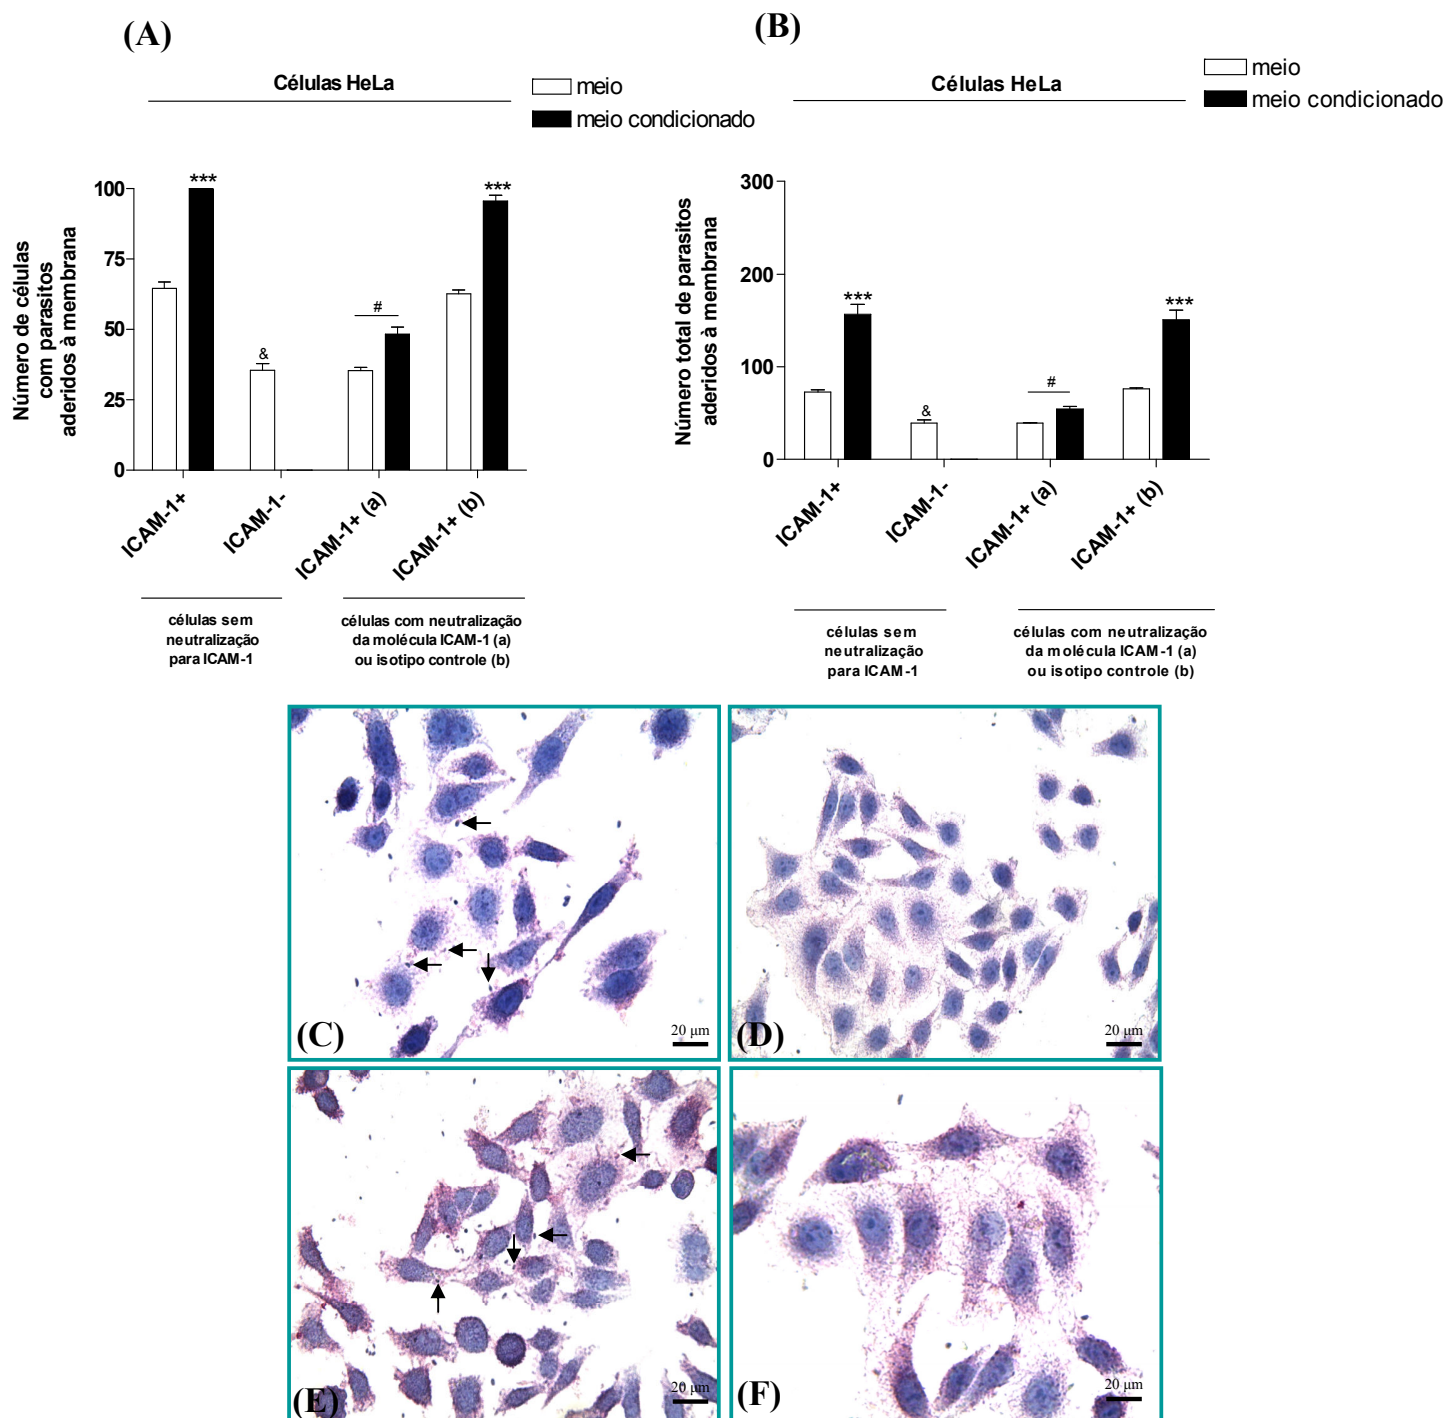 (A)
Células HeLa
meio
meio condicionado
Número de células
com parasitos
aderidos à membrana
100
75
50
25
0
***
&
#
***
ICAM-1+
ICAM-1-
ICAM-1+ (a)
ICAM-1+ (b)
células sem
neutralização
para ICAM-1
células com neutralização
da molécula ICAM-1 (a)
ou isotipo controle (b)
(B)
Células HeLa
meio
meio condicionado
Número total de parasitos
aderidos à membrana
300
200
100
0
***
&
#
***
ICAM-1+
ICAM-1-
ICAM-1+ (a)
ICAM-1+ (b)
células sem
neutralização
para ICAM-1
células com neutralização
da molécula ICAM-1 (a)
ou isotipo controle (b)
(C)
20 µm
(D)
20 µm
(E)
20 µm
(F)
20 µm